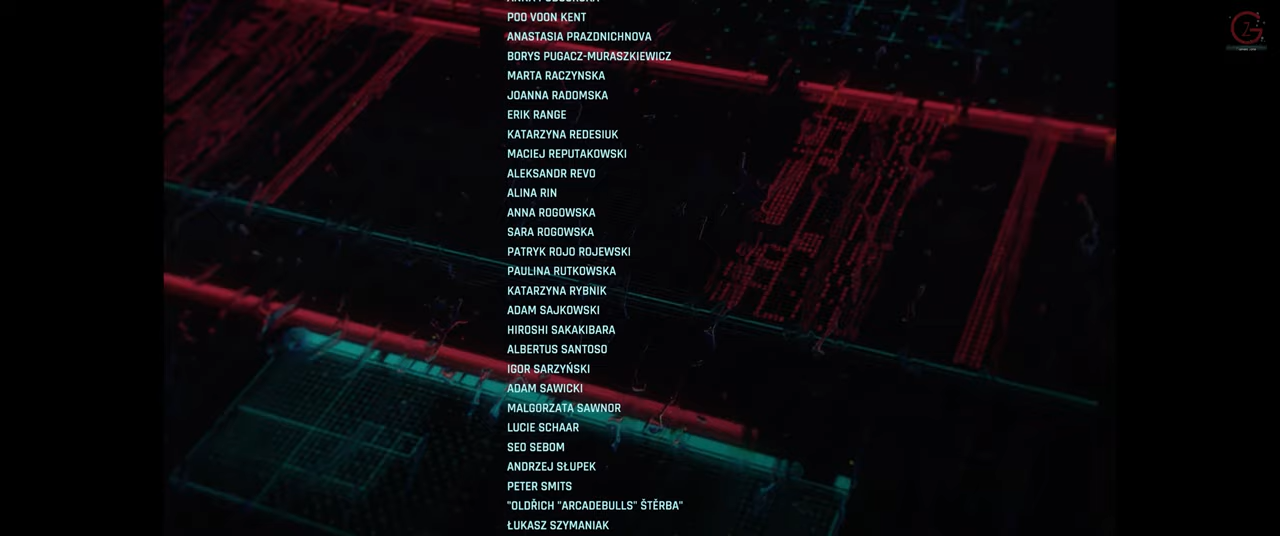 POO VOON KENT
ANASTASIA PRAZDNICHNOVA
BORYS PUGACZ-MURASZKIEWICZ
MARTA RACZYNSKA
JOANNA RADOMSKA
ERIK RANGE
KATARZYNA REDESIUK
MACIEJ REPUTAKOWSKI
ALEKSANDR REVO
ALINA RIN
ANNA ROGOWSKA
SARA ROGOWSKA
PATRYK ROJO ROJEWSKI
PAULINA RUTKOWSKA
KATARZYNA RYBNIK
ADAM SAJKOWSKI
HIROSHI SAKAKIBARA
ALBERTUS SANTOSO
IGOR SARZYŃSKI
ADAM SAWICKI
MALGORZATA SAWNOR
LUCIE SCHAAR
SEO SEBOM
ANDRZEJ SŁUPEK
PETER SMITS
"OLDŘICH "ARCADEBULLS" ŠTĚRBA"
ŁUKASZ SZYMANIAK